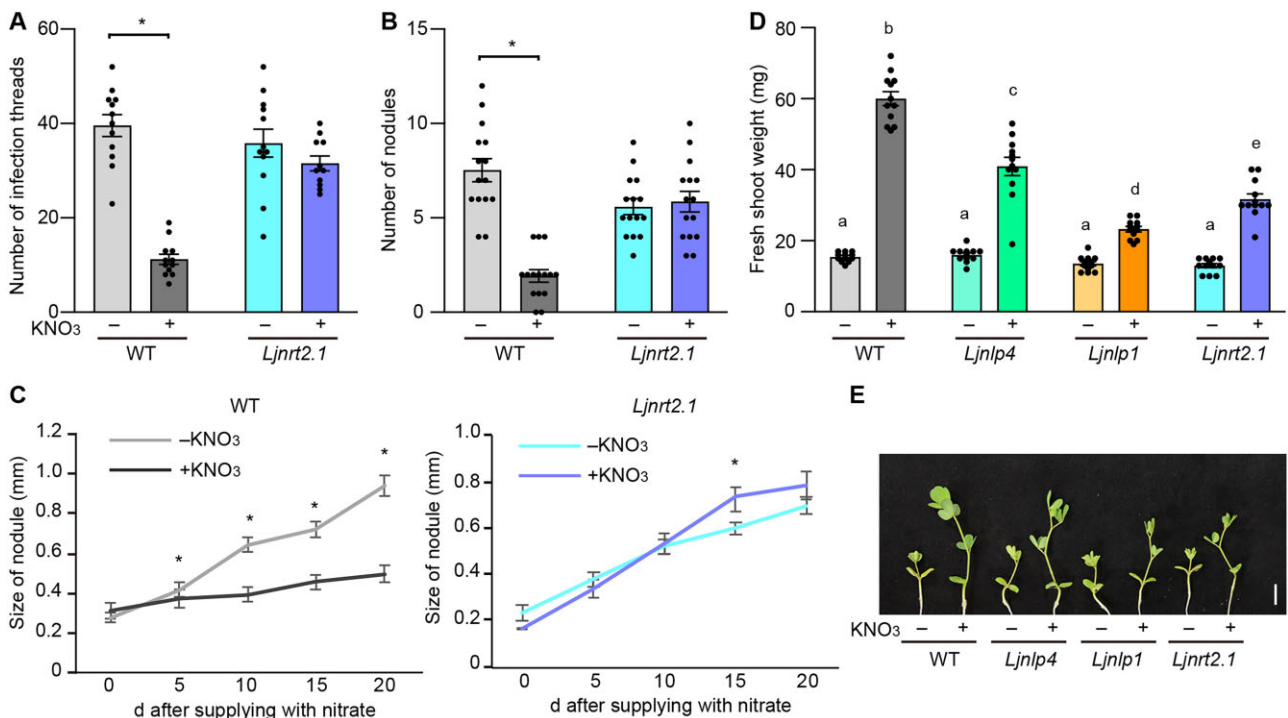 A
Number of infection threads
60
40
20
0
*
KNO3
– + – +
WT Ljnrt2.1
B
Number of nodules
15
10
5
0
*
– + – +
WT Ljnrt2.1
D
Fresh shoot weight (mg)
80
60
40
20
0
a b a c a d a e
– + – + – + – +
WT Ljnlp4 Ljnlp1 Ljnrt2.1
C
WT
Size of nodule (mm)
1.2
1.0
0.8
0.6
0.4
0.2
0
–KNO3
+KNO3
* * * *
0 5 10 15 20
d after supplying with nitrate
Ljnrt2.1
Size of nodule (mm)
1.0
0.8
0.6
0.4
0.2
0
–KNO3
+KNO3
*
0 5 10 15 20
d after supplying with nitrate
E
KNO3 – + – + – + – +
WT Ljnlp4 Ljnlp1 Ljnrt2.1